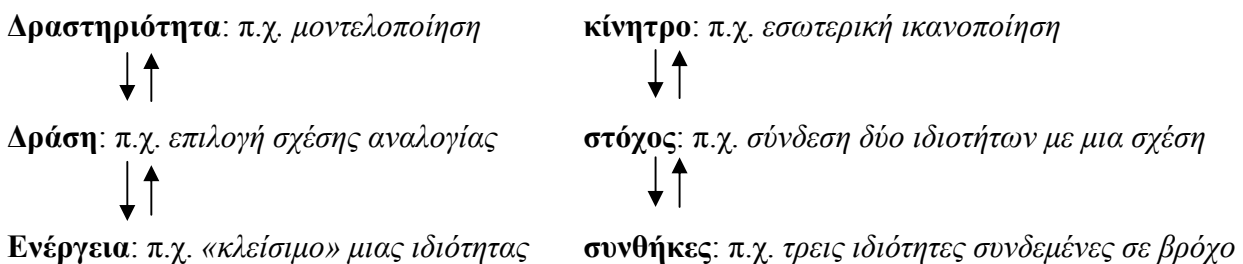 Δραστηριότητα: π.χ. μοντελοποίηση κίνητρο: π.χ. εσωτερική ικανοποίηση
Δράση: π.χ. επιλογή σχέσης αναλογίας στόχος: π.χ. σύνδεση δύο ιδιοτήτων με μια σχέση
Ενέργεια: π.χ. «κλείσιμο» μιας ιδιότητας συνθήκες: π.χ. τρεις ιδιότητες συνδεμένες σε βρόχο